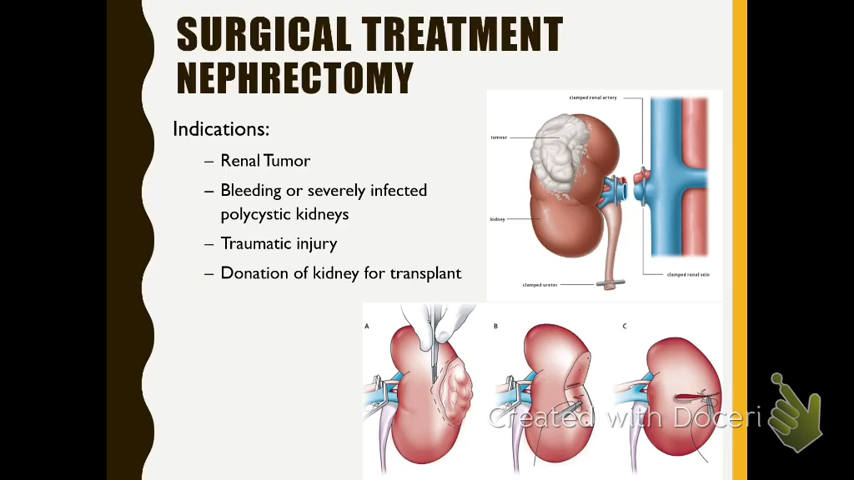 SURGICAL TREATMENT
NEPHRECTOMY
Indications:
– Renal Tumor
– Bleeding or severely infected
polycystic kidneys
– Traumatic injury
– Donation of kidney for transplant
clamped renal artery
tumour
kidney
clamped renal vein
clamped ureter
A
B
C
Created with Doceri